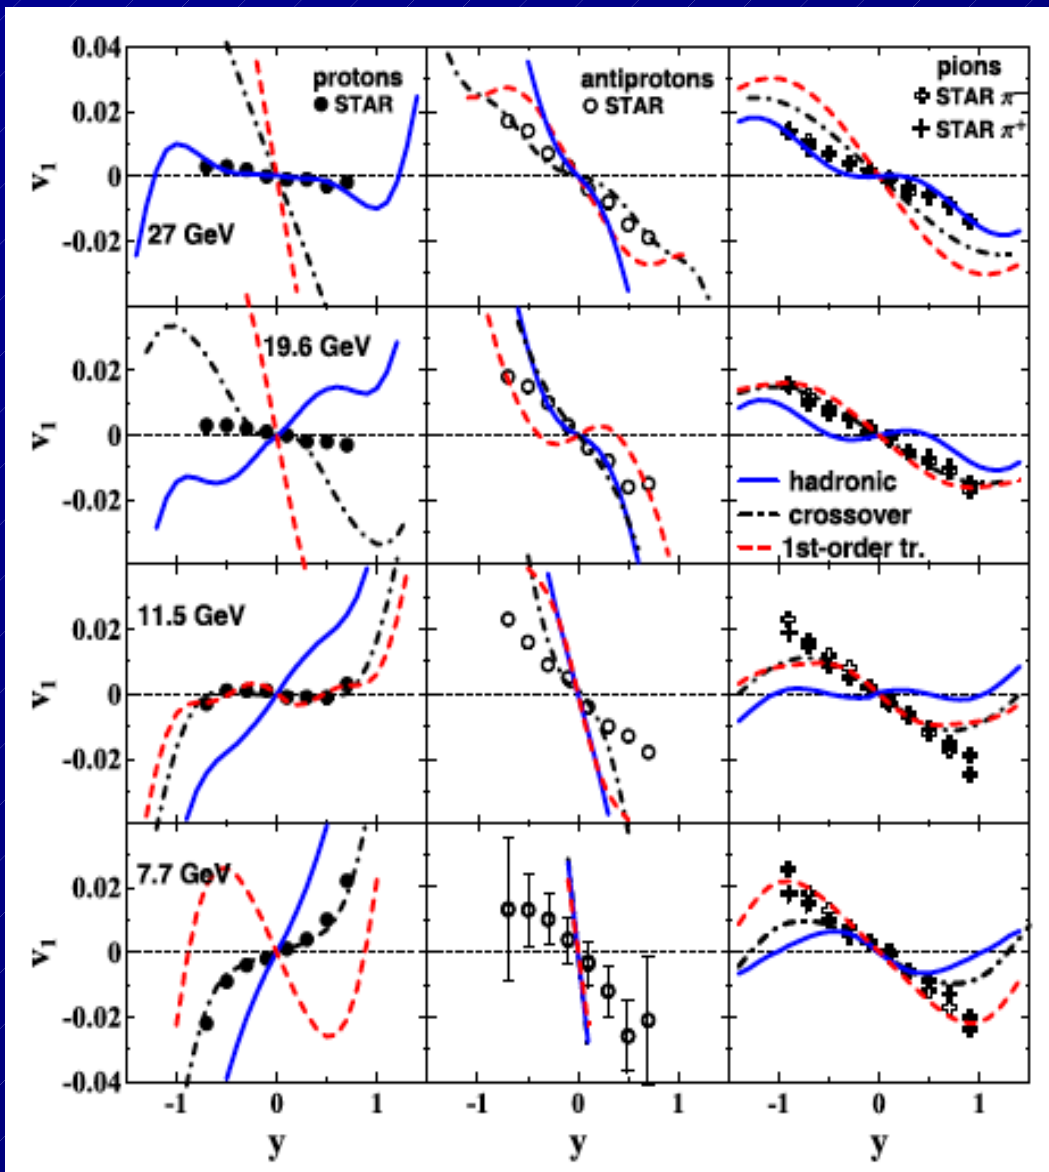 0.04
0.02
0
-0.02
v1
protons
STAR
27 GeV
antiprotons
STAR
pions
STAR π−
STAR π+
0.02
0
-0.02
v1
19.6 GeV
hadronic
crossover
1st-order tr.
0.02
0
-0.02
v1
11.5 GeV
0.02
0
-0.02
-0.04
v1
7.7 GeV
-1 0 1 -1 0 1 -1 0 1
y y y